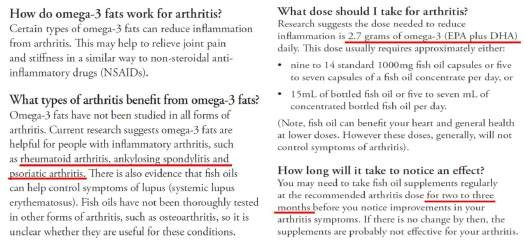 How do omega-3 fats work for arthritis?
Certain types of omega-3 fats can reduce inflammation
from arthritis. This may help to relieve joint pain
and stiffness in a similar way to non-steroidal anti-
inflammatory drugs (NSAIDs).
What types of arthritis benefit from omega-3 fats?
Omega-3 fats have not been studied in all forms of
arthritis. Current research suggests omega-3 fats are
helpful for people with inflammatory arthritis, such
as rheumatoid arthritis, ankylosing spondylitis and
psoriatic arthritis. There is also evidence that fish oils
can help control symptoms of lupus (systemic lupus
erythematosus). Fish oils have not been thoroughly tested
in other forms of arthritis, such as osteoarthritis, so it is
unclear whether they are useful for these conditions.
What dose should I take for arthritis?
Research suggests the dose needed to reduce
inflammation is 2.7 grams of omega-3 (EPA plus DHA)
daily. This dose usually requires approximately either:
• nine to 14 standard 1000mg fish oil capsules or five
to seven capsules of a fish oil concentrate per day, or
• 15mL of bottled fish oil or five to seven mL of
concentrated bottled fish oil per day.
(Note, fish oil can benefit your heart and general health
at lower doses. However these doses, generally, will not
control symptoms of arthritis).
How long will it take to notice an effect?
You may need to take fish oil supplements regularly
at the recommended arthritis dose for two to three
months before you notice improvements in your
arthritis symptoms. If there is no change by then, the
supplements are probably not effective for your arthritis.